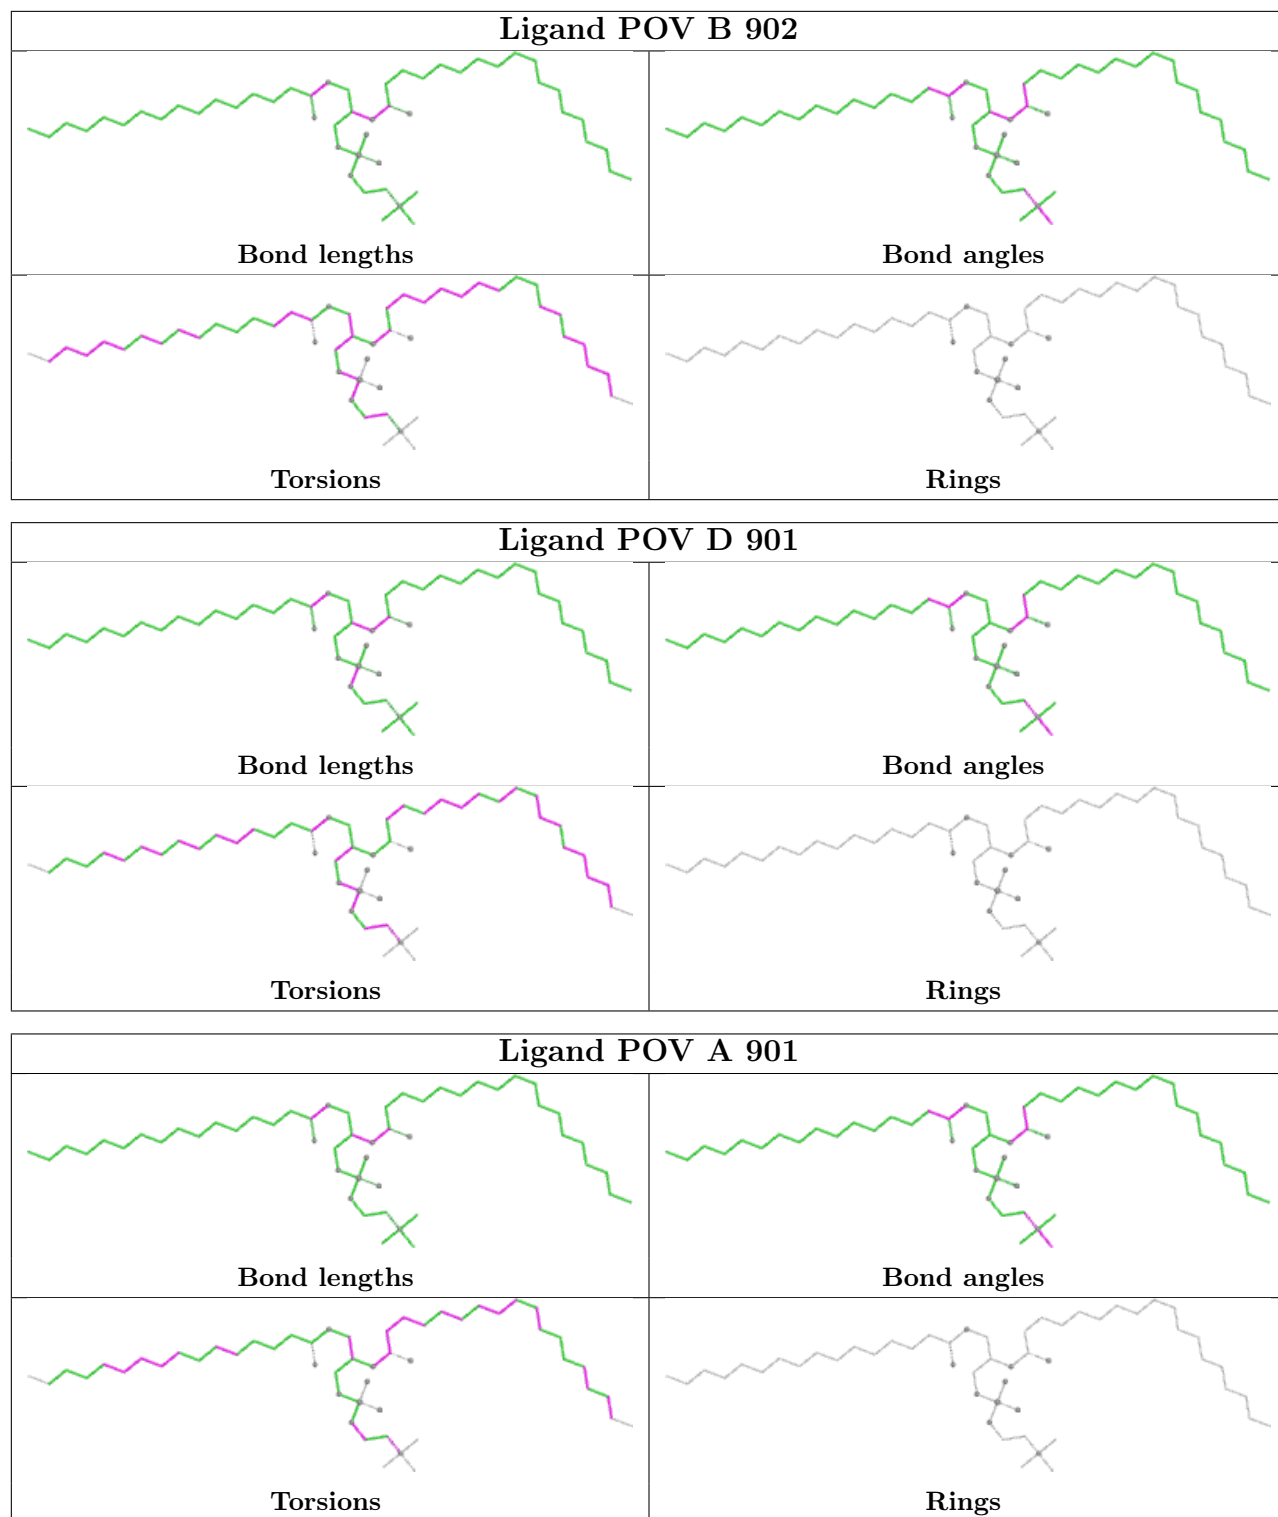 Ligand POV B 902
Bond lengths
Bond angles
Torsions
Rings
Ligand POV D 901
Bond lengths
Bond angles
Torsions
Rings
Ligand POV A 901
Bond lengths
Bond angles
Torsions
Rings